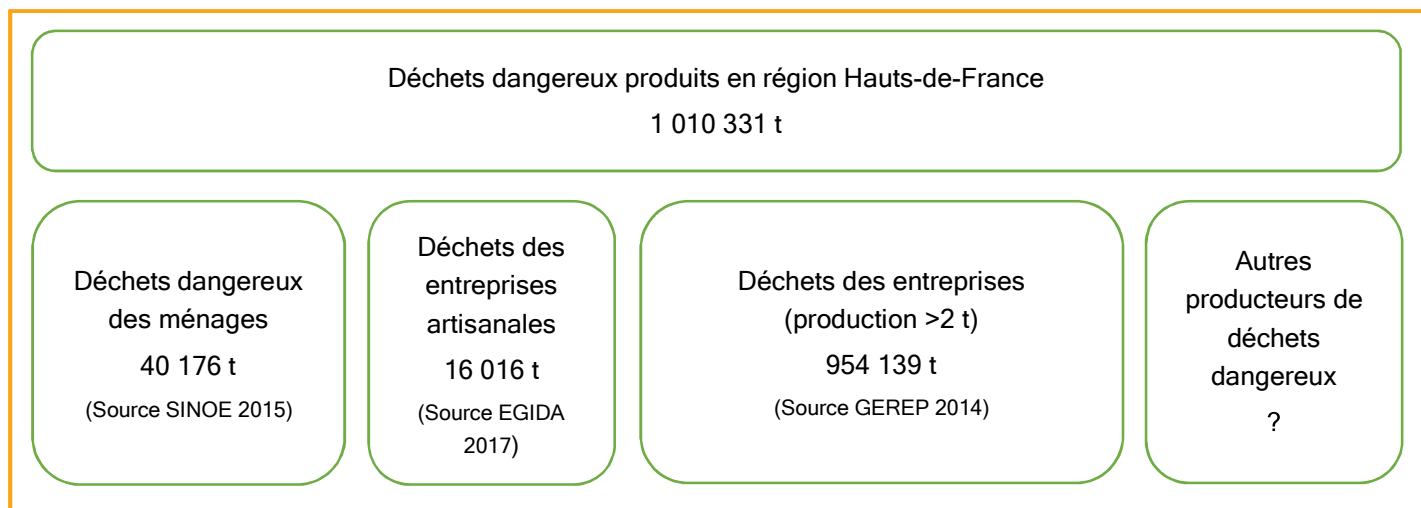 Déchets dangereux produits en région Hauts-de-France
1 010 331 t
Déchets dangereux
des ménages
40 176 t
(Source SINOE 2015)
Déchets des
entreprises
artisanales
16 016 t
(Source EGIDA
2017)
Déchets des entreprises
(production >2 t)
954 139 t
(Source GEREP 2014)
Autres
producteurs de
déchets
dangereux
?